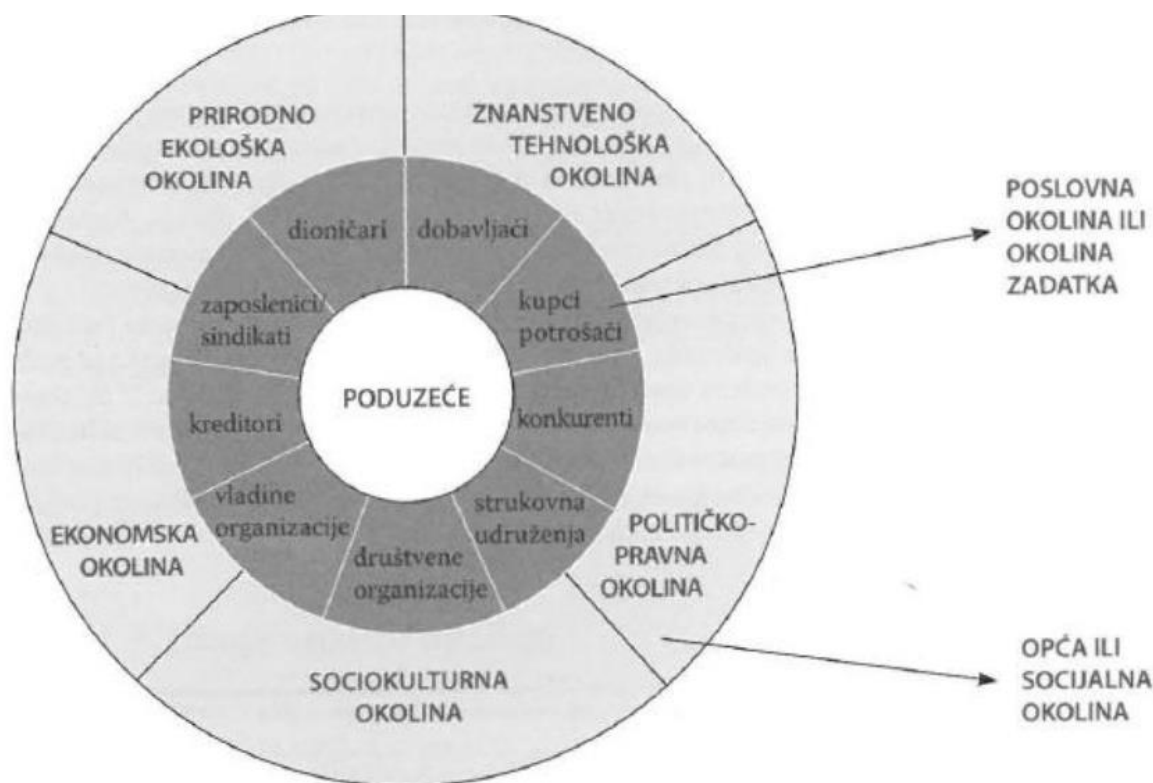 PRIRODNO
EKOLOŠKA
OKOLINA
ZNANSTVENO
TEHNOLOŠKA
OKOLINA
POSLOVNA
OKOLINA ILI
OKOLINA
ZADATKA
dioničari
dobavljači
zaposlenici/
sindikati
kupci
potrošači
PODUZEĆE
kreditori
konkurenti
vladine
organizacije
strukovna
udruženja
društvene
organizacije
EKONOMSKA
OKOLINA
POLITIČKO-
PRAVNA
OKOLINA
SOCIOKULTURNA
OKOLINA
OPĆA ILI
SOCIJALNA
OKOLINA